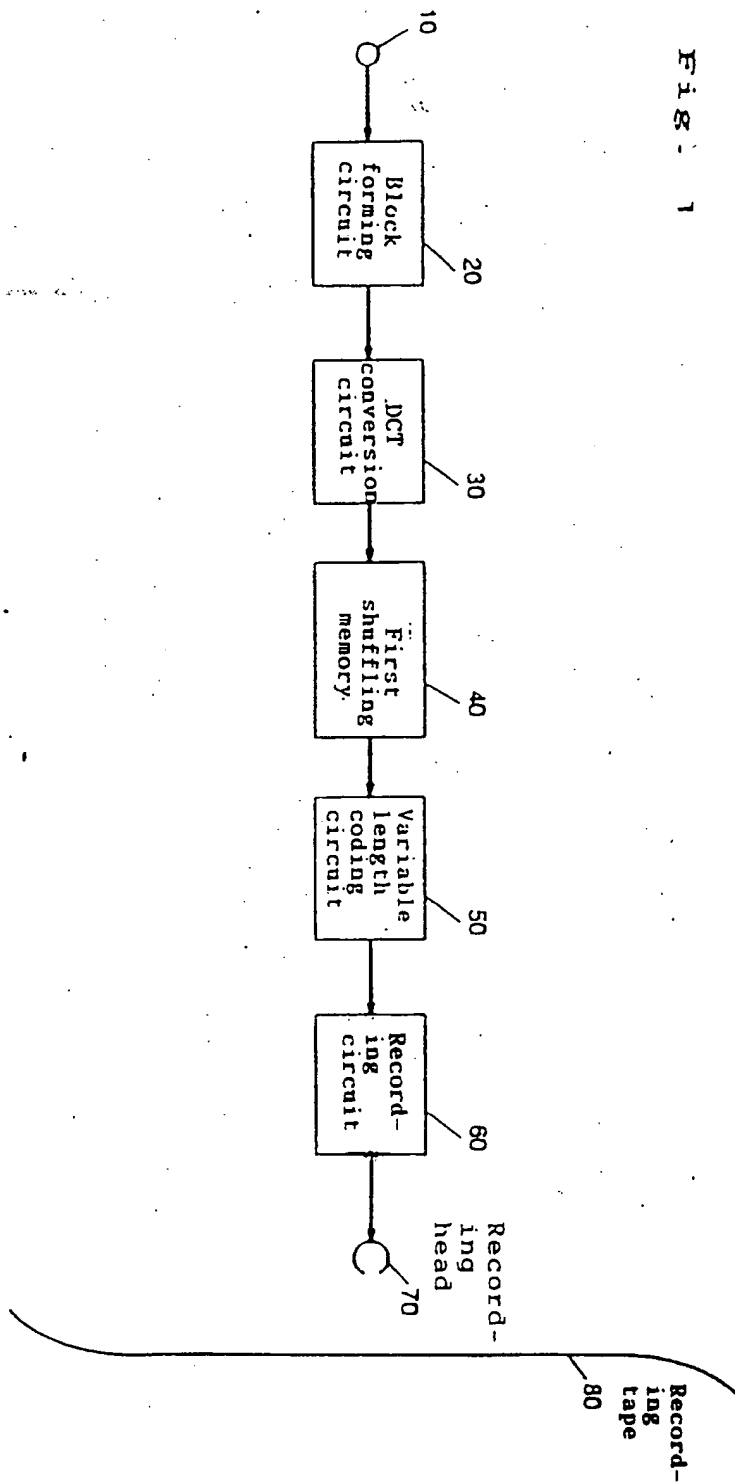 Fig. 1
10
Block
forming
circuit
20
DCT
conversion
circuit
30
First
shuffling
memory
40
Variable
length
coding
circuit
50
Record-
ing
circuit
60
Record-
ing
head
70
Record-
ing
tape
80